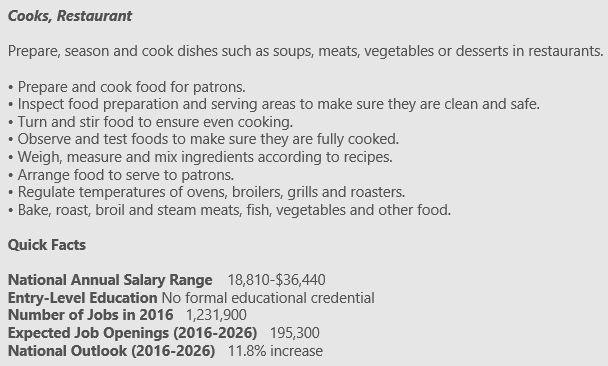 Cooks, Restaurant
Prepare, season and cook dishes such as soups, meats, vegetables or desserts in restaurants.
• Prepare and cook food for patrons.
• Inspect food preparation and serving areas to make sure they are clean and safe.
• Turn and stir food to ensure even cooking.
• Observe and test foods to make sure they are fully cooked.
• Weigh, measure and mix ingredients according to recipes.
• Arrange food to serve to patrons.
• Regulate temperatures of ovens, broilers, grills and roasters.
• Bake, roast, broil and steam meats, fish, vegetables and other food.
Quick Facts
National Annual Salary Range 18,810-$36,440
Entry-Level Education No formal educational credential
Number of Jobs in 2016 1,231,900
Expected Job Openings (2016-2026) 195,300
National Outlook (2016-2026) 11.8% increase